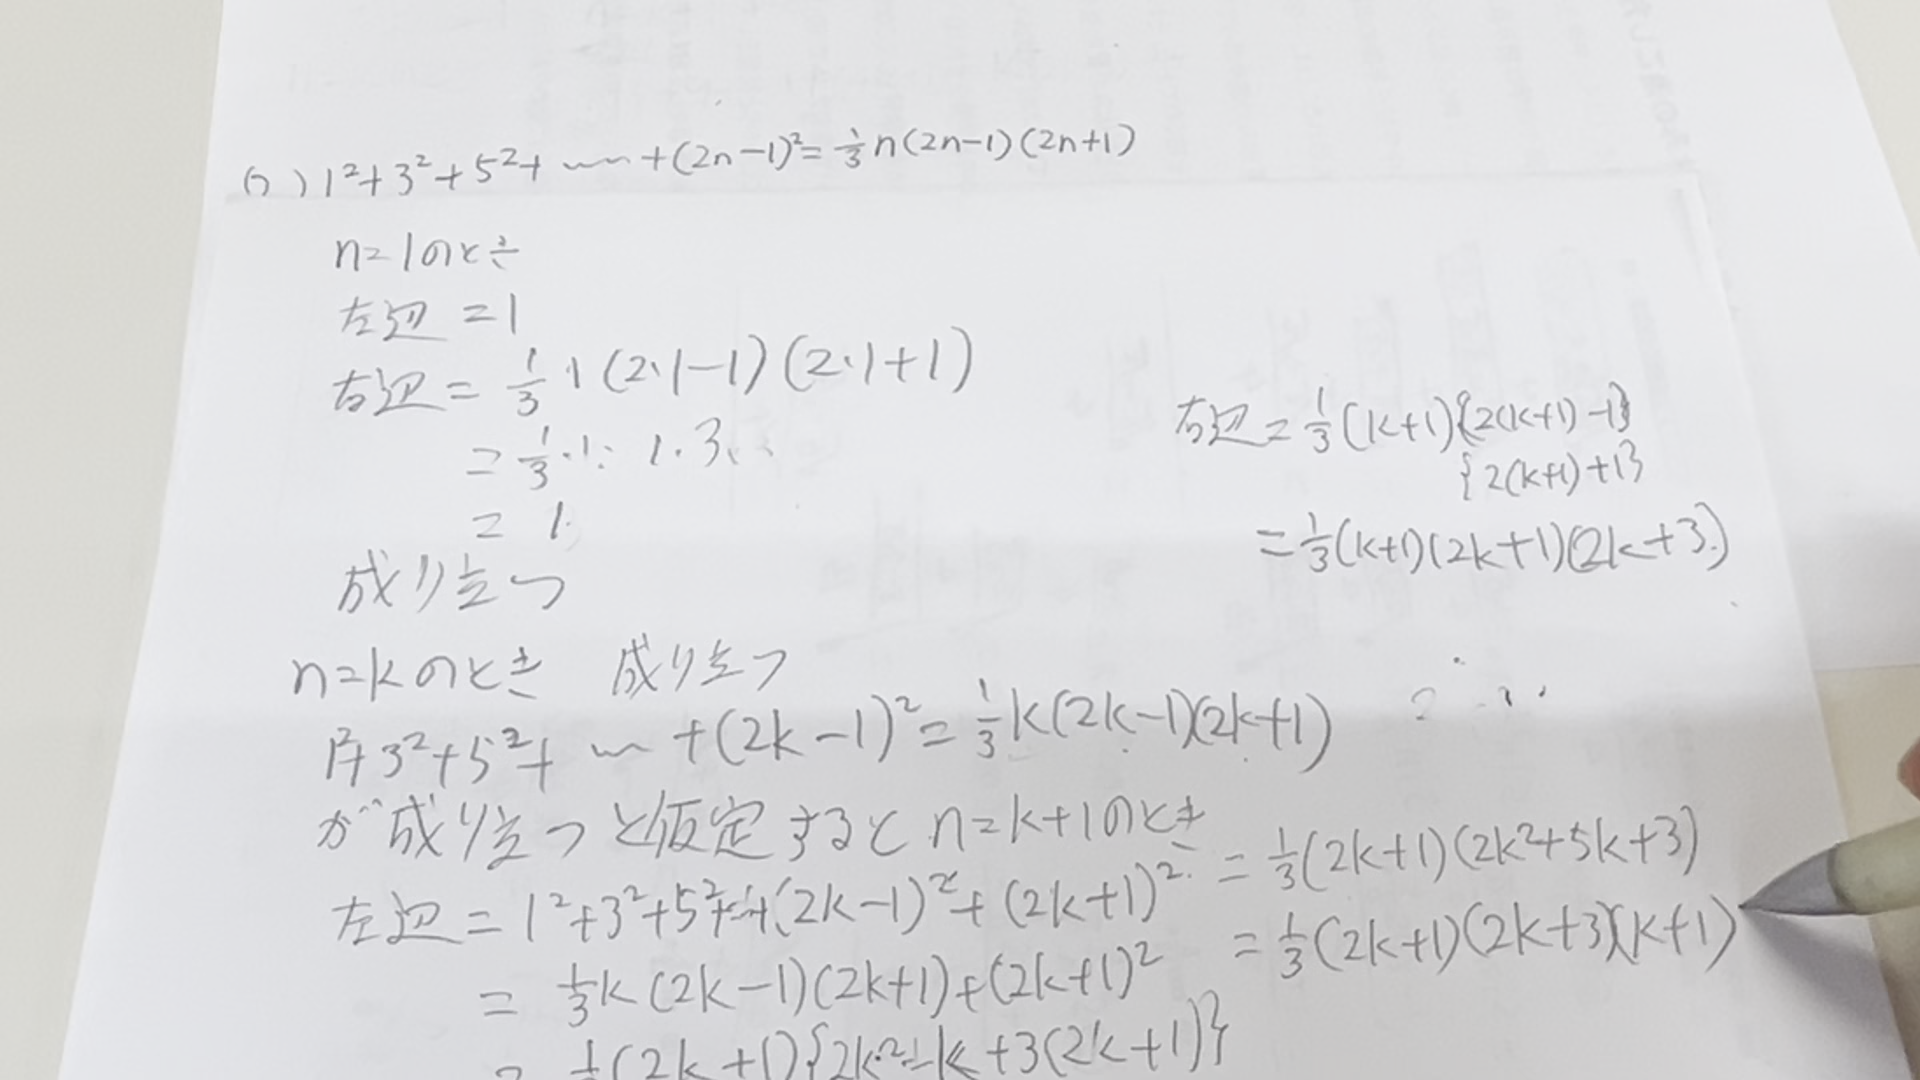 (2) 1²+3²+5²+ …… +(2n-1)²=1/3 n(2n-1)(2n+1)
n=1のとき
左辺 =1
右辺= 1/3・1(2・1-1)(2・1+1)
= 1/3・1・1・3
= 1
成り立つ
n=kのとき 成り立つ
1²+3²+5²+ …… +(2k-1)²=1/3 k(2k-1)(2k+1)
が成り立つと仮定するとn=k+1のとき
左辺=1²+3²+5²+…+(2k-1)²+(2k+1)²
= 1/3 k(2k-1)(2k+1)+(2k+1)²
= 1/3(2k+1){2k²-k+3(2k+1)}
= 1/3(2k+1)(2k²+5k+3)
= 1/3(2k+1)(2k+3)(k+1)
右辺=1/3(k+1){2(k+1)-1}
{2(k+1)+1}
=1/3(k+1)(2k+1)(2k+3)